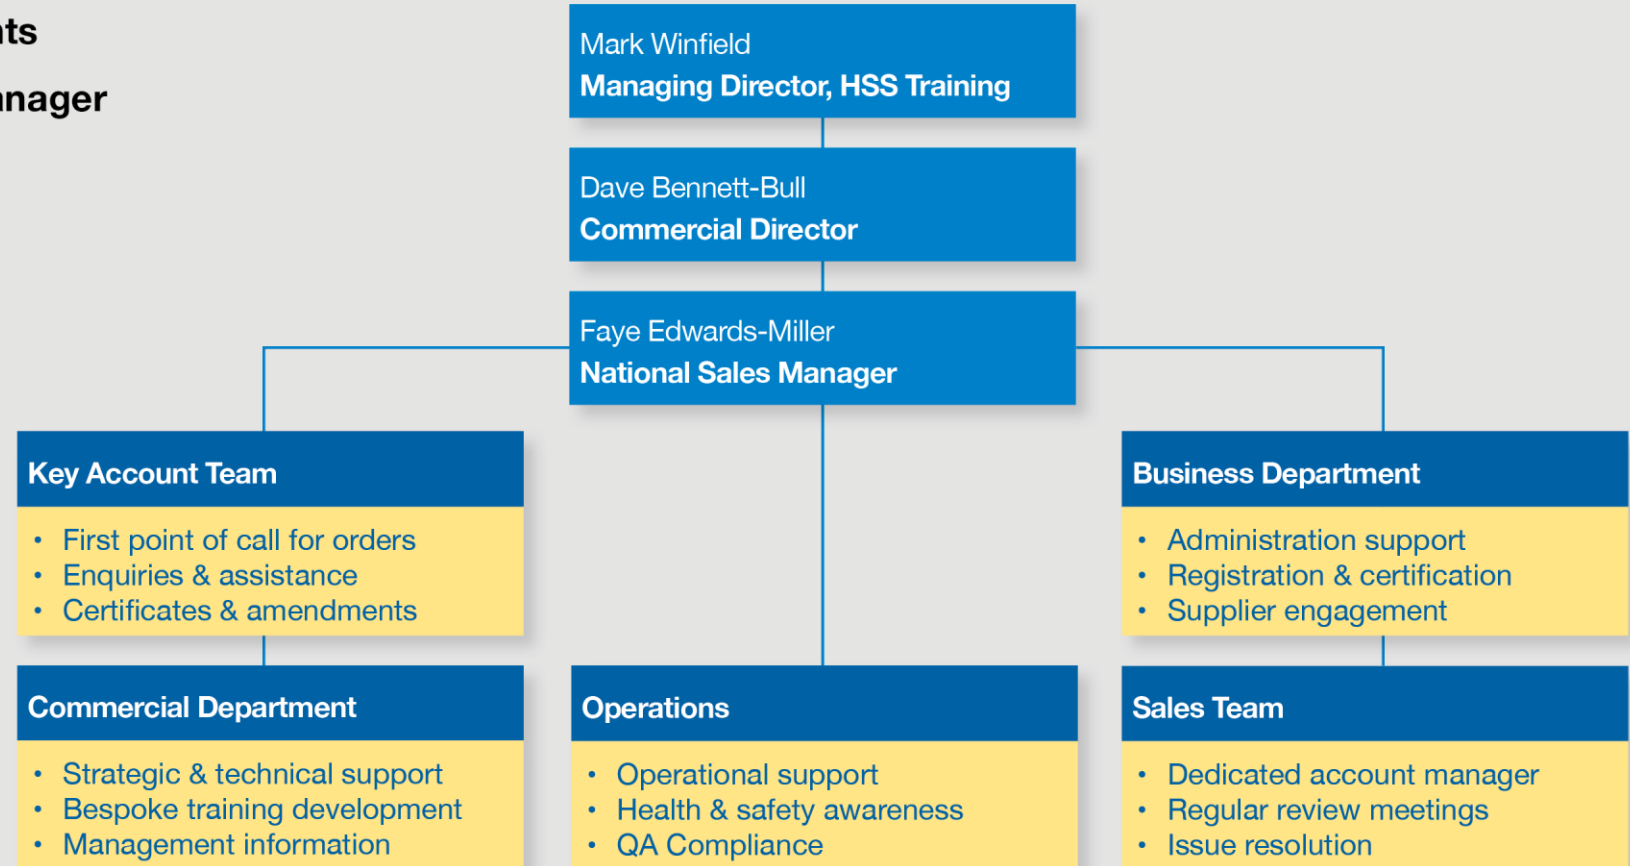 Mark Winfield
Managing Director, HSS Training
Dave Bennett-Bull
Commercial Director
Faye Edwards-Miller
National Sales Manager
Key Account Team
• First point of call for orders
• Enquiries & assistance
• Certificates & amendments
Business Department
• Administration support
• Registration & certification
• Supplier engagement
Commercial Department
• Strategic & technical support
• Bespoke training development
• Management information
Operations
• Operational support
• Health & safety awareness
• QA Compliance
Sales Team
• Dedicated account manager
• Regular review meetings
• Issue resolution